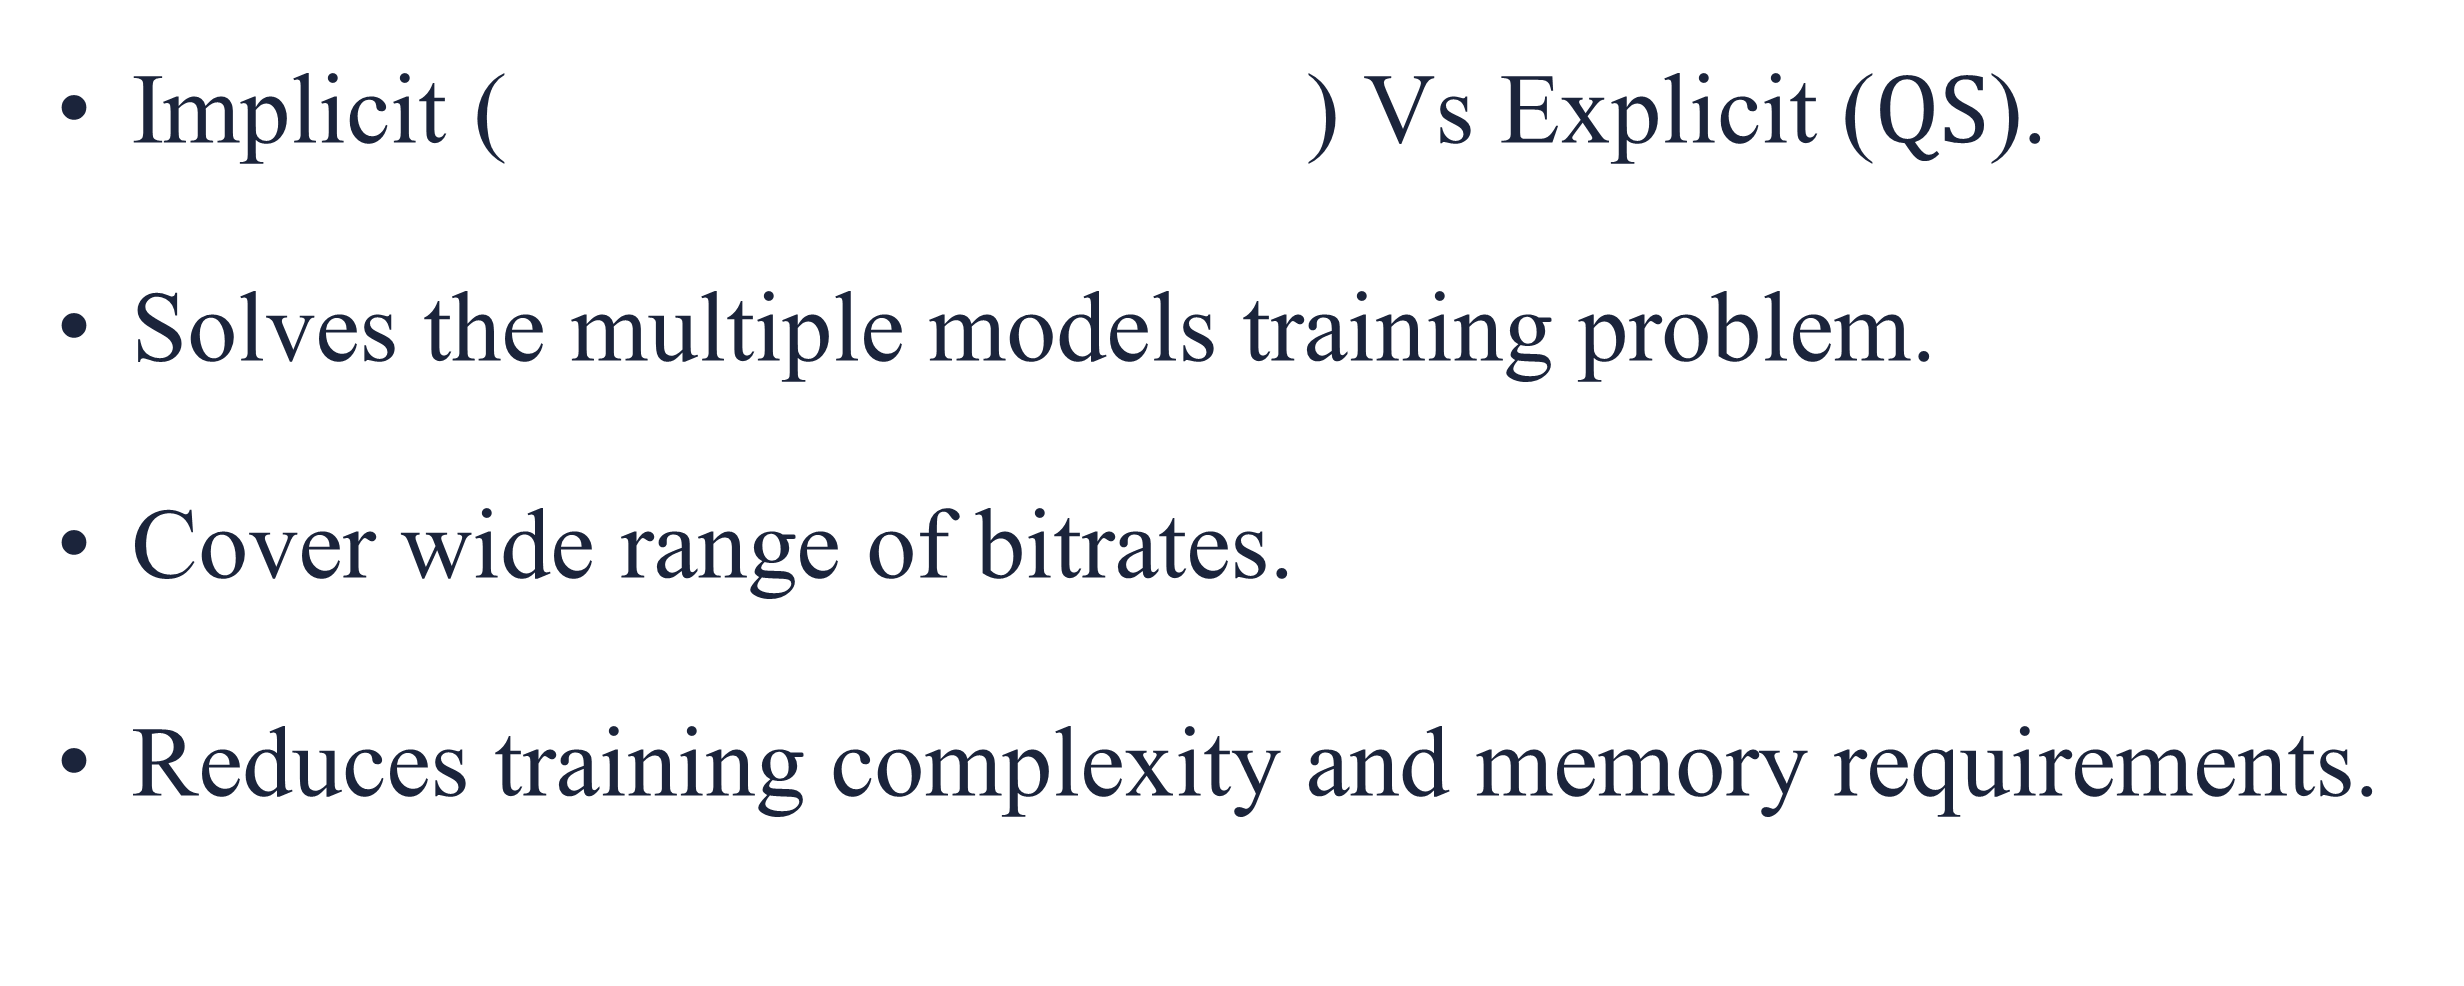 • Implicit ( ) Vs Explicit (QS).
• Solves the multiple models training problem.
• Cover wide range of bitrates.
• Reduces training complexity and memory requirements.